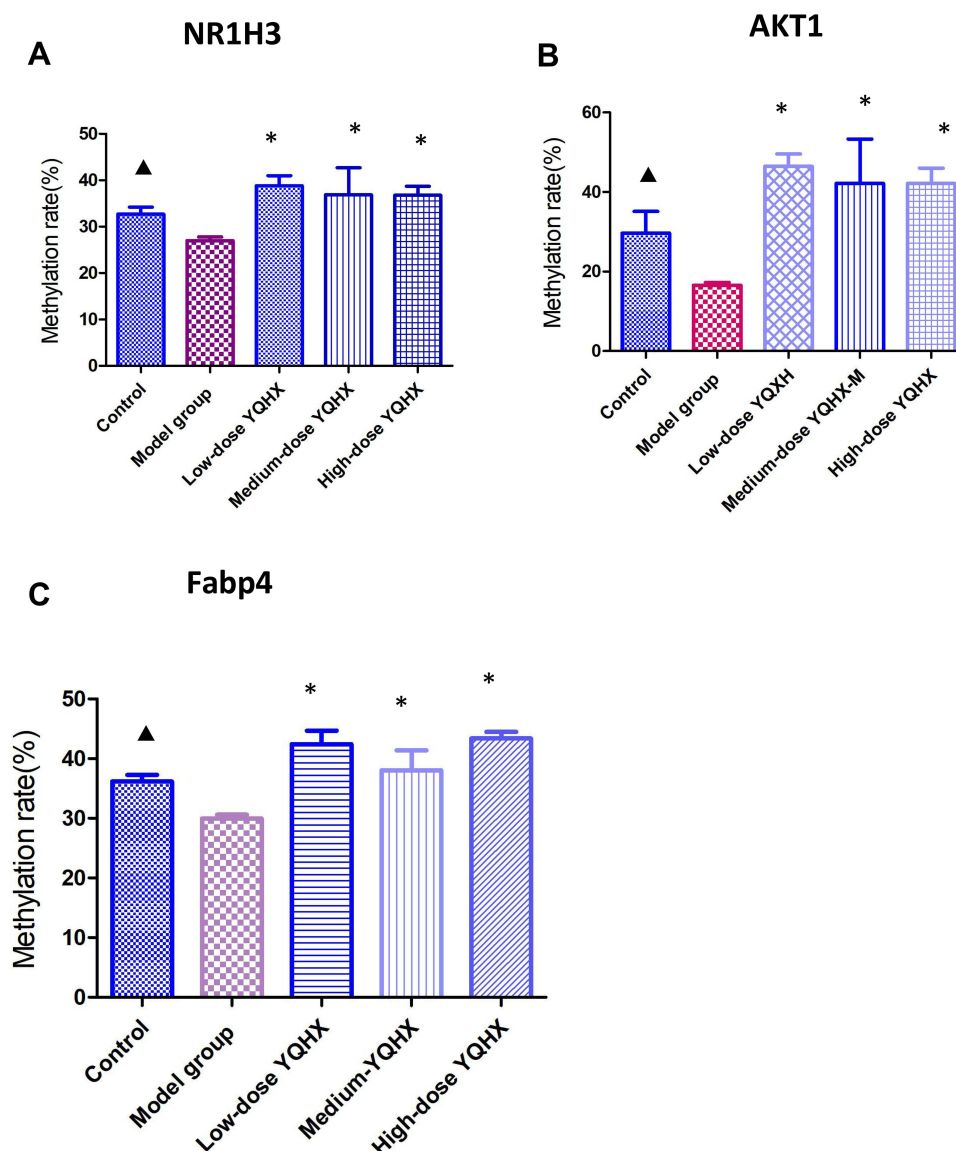 NR1H3
A
Methylation rate(%)
50
40
30
20
10
0
▲
*
*
*
Control
Model group
Low-dose YQHX
Medium-dose YQHX
High-dose YQHX
AKT1
B
Methylation rate(%)
60
40
20
0
▲
*
*
*
Control
Model group
Low-dose YQXH
Medium-dose YQHX-M
High-dose YQHX
Fabp4
C
Methylation rate(%)
50
40
30
20
10
0
▲
*
*
*
Control
Model group
Low-dose YQHX
Medium-YQHX
High-dose YQHX